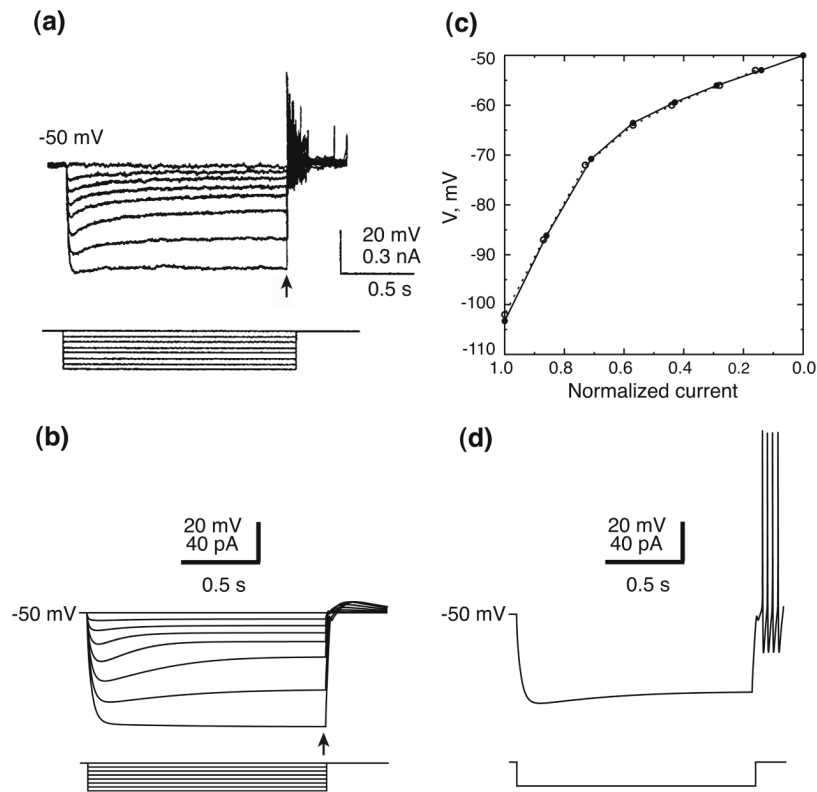 (a)
-50 mV
20 mV
0.3 nA
0.5 s
(c)
-50
-60
-70
-80
-90
-100
-110
V, mV
1.0 0.8 0.6 0.4 0.2 0.0
Normalized current
(b)
20 mV
40 pA
0.5 s
-50 mV
(d)
20 mV
40 pA
0.5 s
-50 mV